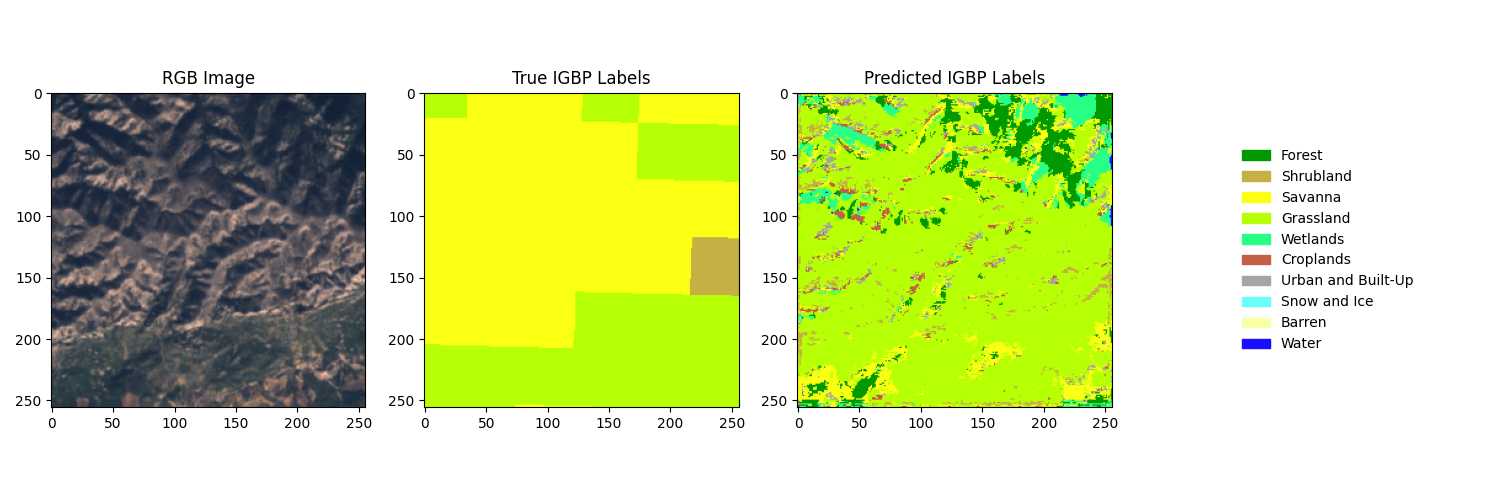 RGB Image
True IGBP Labels
Predicted IGBP Labels
0
50
100
150
200
250
0 50 100 150 200 250
0
50
100
150
200
250
0 50 100 150 200 250
0
50
100
150
200
250
0 50 100 150 200 250
Forest
Shrubland
Savanna
Grassland
Wetlands
Croplands
Urban and Built-Up
Snow and Ice
Barren
Water